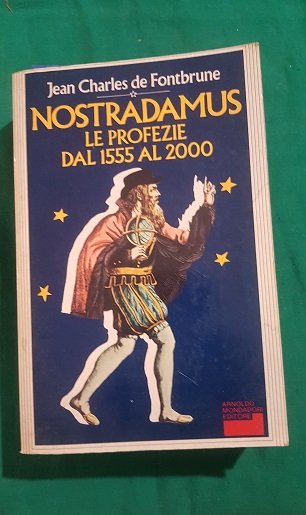 Jean Charles de Fontbrune
NOSTRADAMUS
LE PROFEZIE
DAL 1555 AL 2000
ARNOLDO
MONDADORI
EDITORE